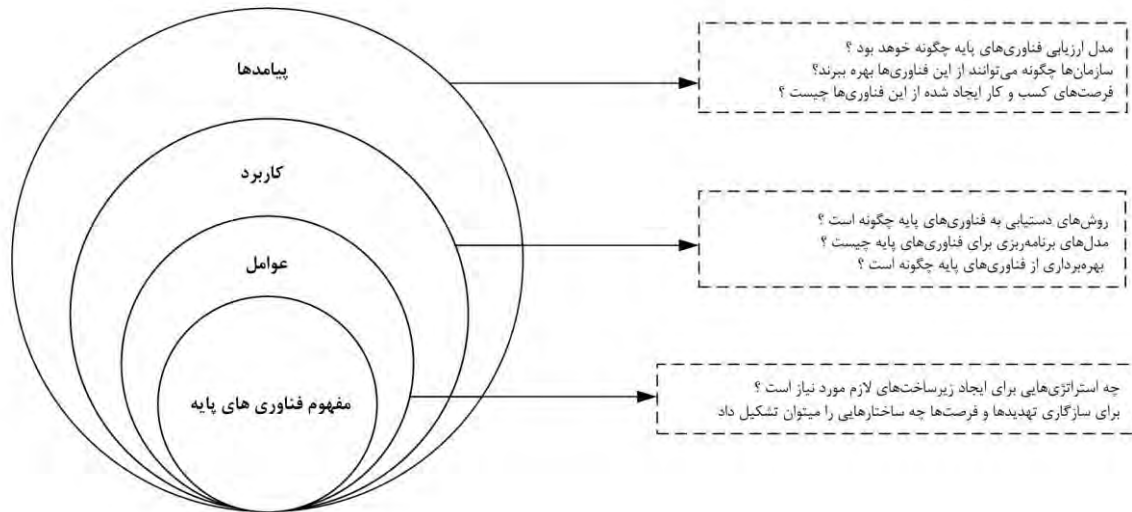 پیامدها
مدل ارزیابی فناوری‌های پایه چگونه خوهد بود ؟
سازمان‌ها چگونه می‌توانند از این فناوری‌ها بهره ببرند؟
فرصت‌های کسب و کار ایجاد شده از این فناوری‌ها چیست ؟
کاربرد
روش‌های دستیابی به فناوری‌های پایه چگونه است ؟
مدل‌های برنامه‌ریزی برای فناوری‌های پایه چیست ؟
بهره‌برداری از فناوری‌های پایه چگونه است ؟
عوامل
چه استراتژی‌هایی برای ایجاد زیرساخت‌های لازم مورد نیاز است ؟
برای سازگاری تهدیدها و فرصت‌ها چه ساختارهایی را میتوان تشکیل داد
مفهوم فناوری های پایه